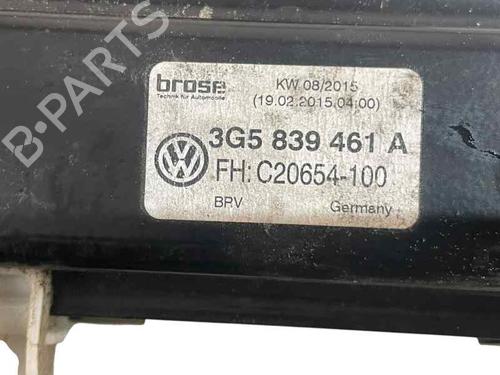 B-PARTS
brose
Technik für Automobile
KW 08/2015
(19.02.2015,04:00)
3G5 839 461 A
FH: C20654-100
BRV
Germany